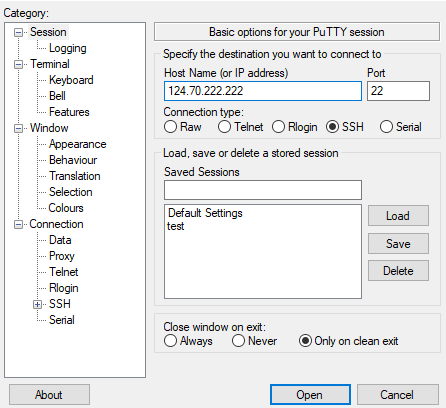 Category:
Session
Logging
Terminal
Keyboard
Bell
Features
Window
Appearance
Behaviour
Translation
Selection
Colours
Connection
Data
Proxy
Telnet
Rlogin
SSH
Serial
Basic options for your PuTTY session
Specify the destination you want to connect to
Host Name (or IP address) Port
124.70.222.222 22
Connection type:
Raw Telnet Rlogin SSH Serial
Load, save or delete a stored session
Saved Sessions
Default Settings
test
Load
Save
Delete
Close window on exit:
Always Never Only on clean exit
About Open Cancel